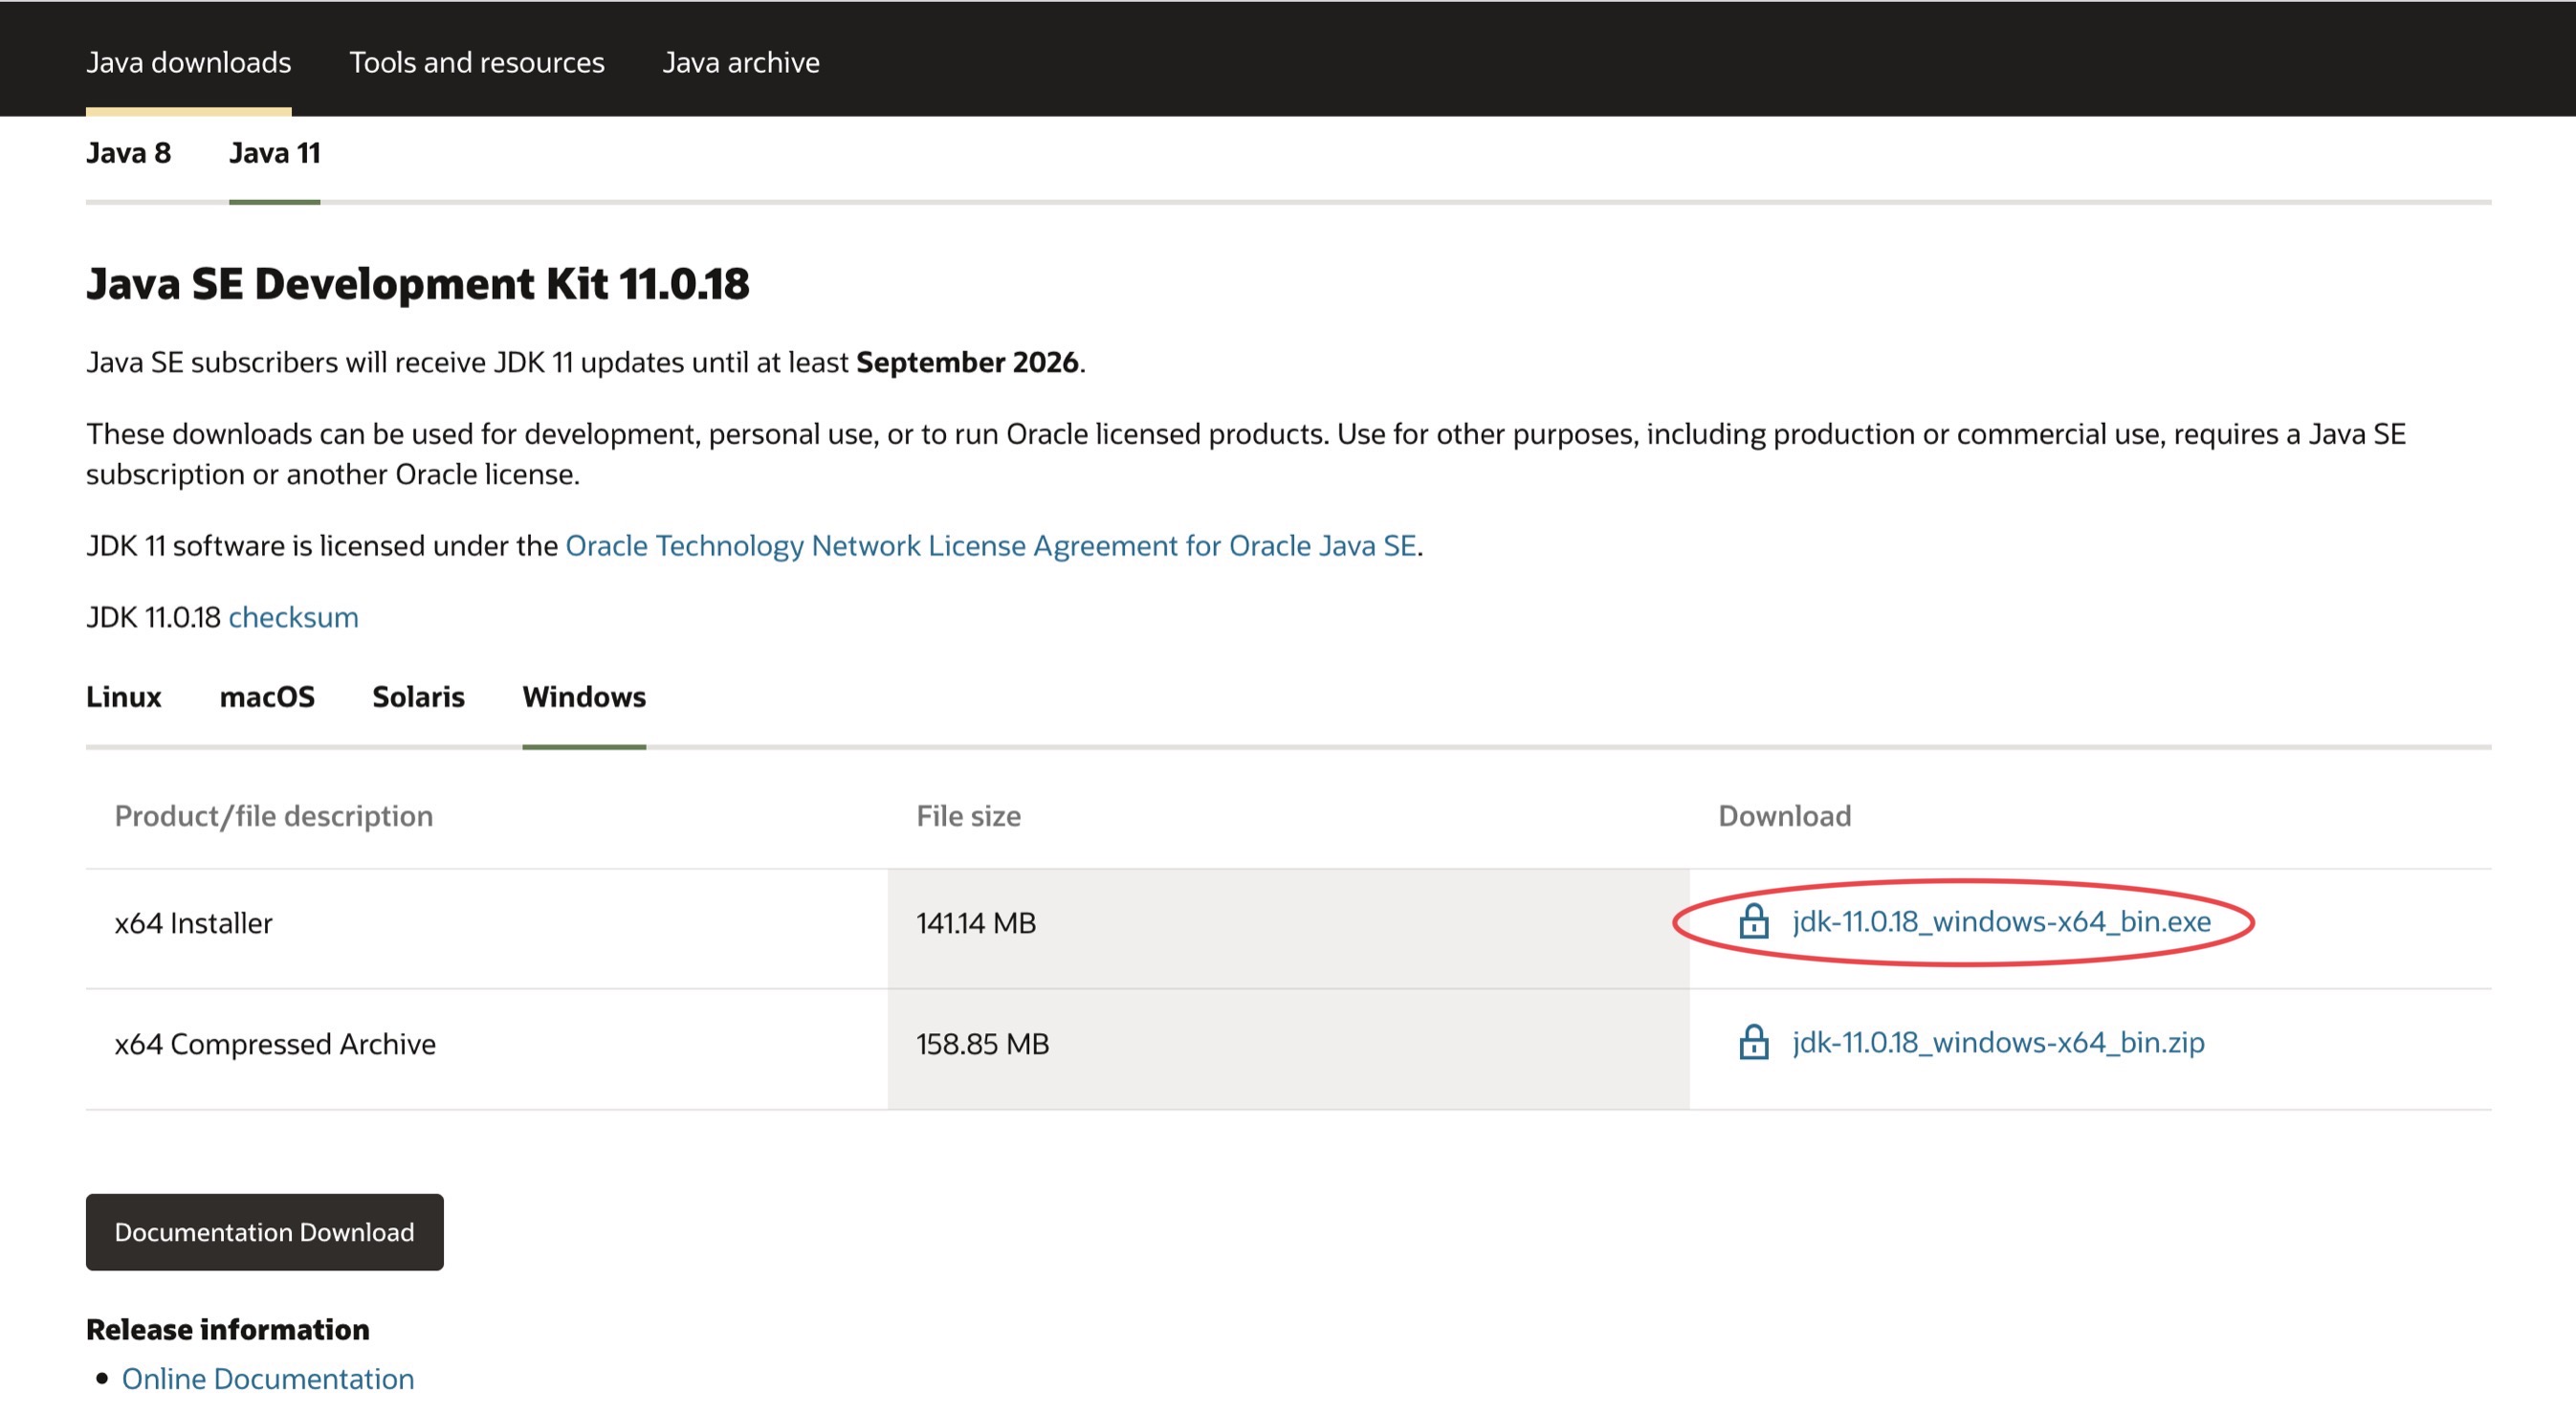 Java downloads Tools and resources Java archive
Java 8 Java 11
Java SE Development Kit 11.0.18
Java SE subscribers will receive JDK 11 updates until at least September 2026.
These downloads can be used for development, personal use, or to run Oracle licensed products. Use for other purposes, including production or commercial use, requires a Java SE
subscription or another Oracle license.
JDK 11 software is licensed under the Oracle Technology Network License Agreement for Oracle Java SE.
JDK 11.0.18 checksum
Linux macOS Solaris Windows
Product/file description File size Download
x64 Installer 141.14 MB jdk-11.0.18_windows-x64_bin.exe
x64 Compressed Archive 158.85 MB jdk-11.0.18_windows-x64_bin.zip
Documentation Download
Release information
• Online Documentation